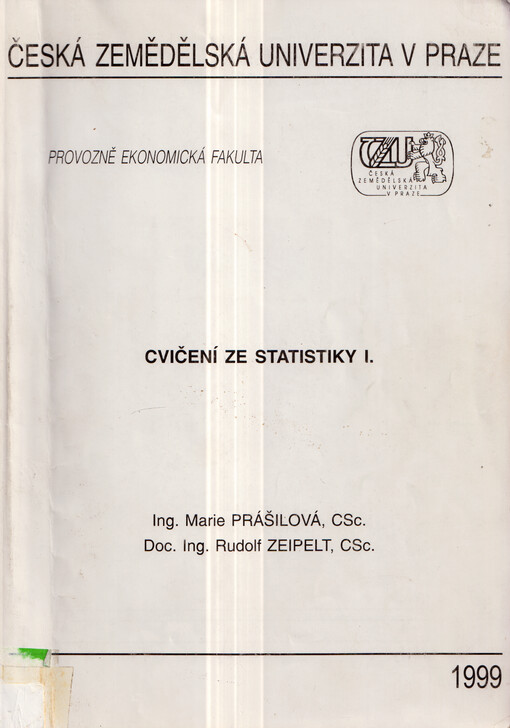 ČESKÁ ZEMĚDĚLSKÁ UNIVERZITA V PRAZE
PROVOZNĚ EKONOMICKÁ FAKULTA
ČZU
ČESKÁ
ZEMĚDĚLSKÁ
UNIVERZITA
V PRAZE
CVIČENÍ ZE STATISTIKY I.
Ing. Marie PRÁŠILOVÁ, CSc.
Doc. Ing. Rudolf ZEIPELT, CSc.
1999